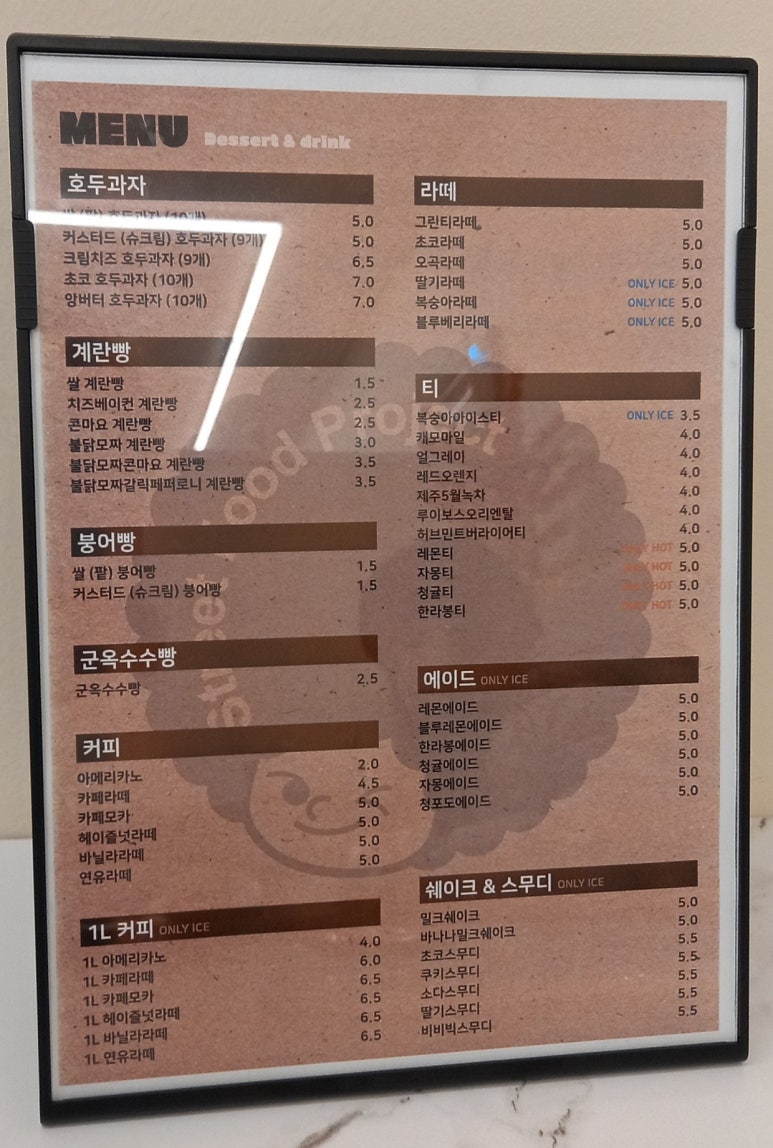 MENU Dessert & drink
호두과자
(팥) 호두과자 (10개) 5.0
커스터드 (슈크림) 호두과자 (9개) 5.0
크림치즈 호두과자 (9개) 6.5
초코 호두과자 (10개) 7.0
앙버터 호두과자 (10개) 7.0
계란빵
쌀 계란빵 1.5
치즈베이컨 계란빵 2.5
콘마요 계란빵 2.5
불닭모짜 계란빵 3.0
불닭모짜콘마요 계란빵 3.5
불닭모짜갈릭페퍼로니 계란빵 3.5
붕어빵
쌀 (팥) 붕어빵 1.5
커스터드 (슈크림) 붕어빵 1.5
군옥수수빵
군옥수수빵 2.5
커피
아메리카노 2.0
카페라떼 4.5
카페모카 5.0
헤이즐넛라떼 5.0
바닐라라떼 5.0
연유라떼 5.0
1L 커피 ONLY ICE
1L 아메리카노 4.0
1L 카페라떼 6.0
1L 카페모카 6.5
1L 헤이즐넛라떼 6.5
1L 바닐라라떼 6.5
1L 연유라떼 6.5
라떼
그린티라떼 5.0
초코라떼 5.0
오곡라떼 5.0
딸기라떼 ONLY ICE 5.0
복숭아라떼 ONLY ICE 5.0
블루베리라떼 ONLY ICE 5.0
티
복숭아아이스티 ONLY ICE 3.5
캐모마일 4.0
얼그레이 4.0
레드오렌지 4.0
제주5월녹차 4.0
루이보스오리엔탈 4.0
허브민트버라이어티 4.0
레몬티 ONLY HOT 5.0
자몽티 ONLY HOT 5.0
청귤티 ONLY HOT 5.0
한라봉티 ONLY HOT 5.0
에이드 ONLY ICE
레몬에이드 5.0
블루레몬에이드 5.0
한라봉에이드 5.0
청귤에이드 5.0
자몽에이드 5.0
청포도에이드 5.0
쉐이크 & 스무디 ONLY ICE
밀크쉐이크 5.0
바나나밀크쉐이크 5.0
초코스무디 5.5
쿠키스무디 5.5
소다스무디 5.5
딸기스무디 5.5
비비빅스무디 5.5
Street Food Project